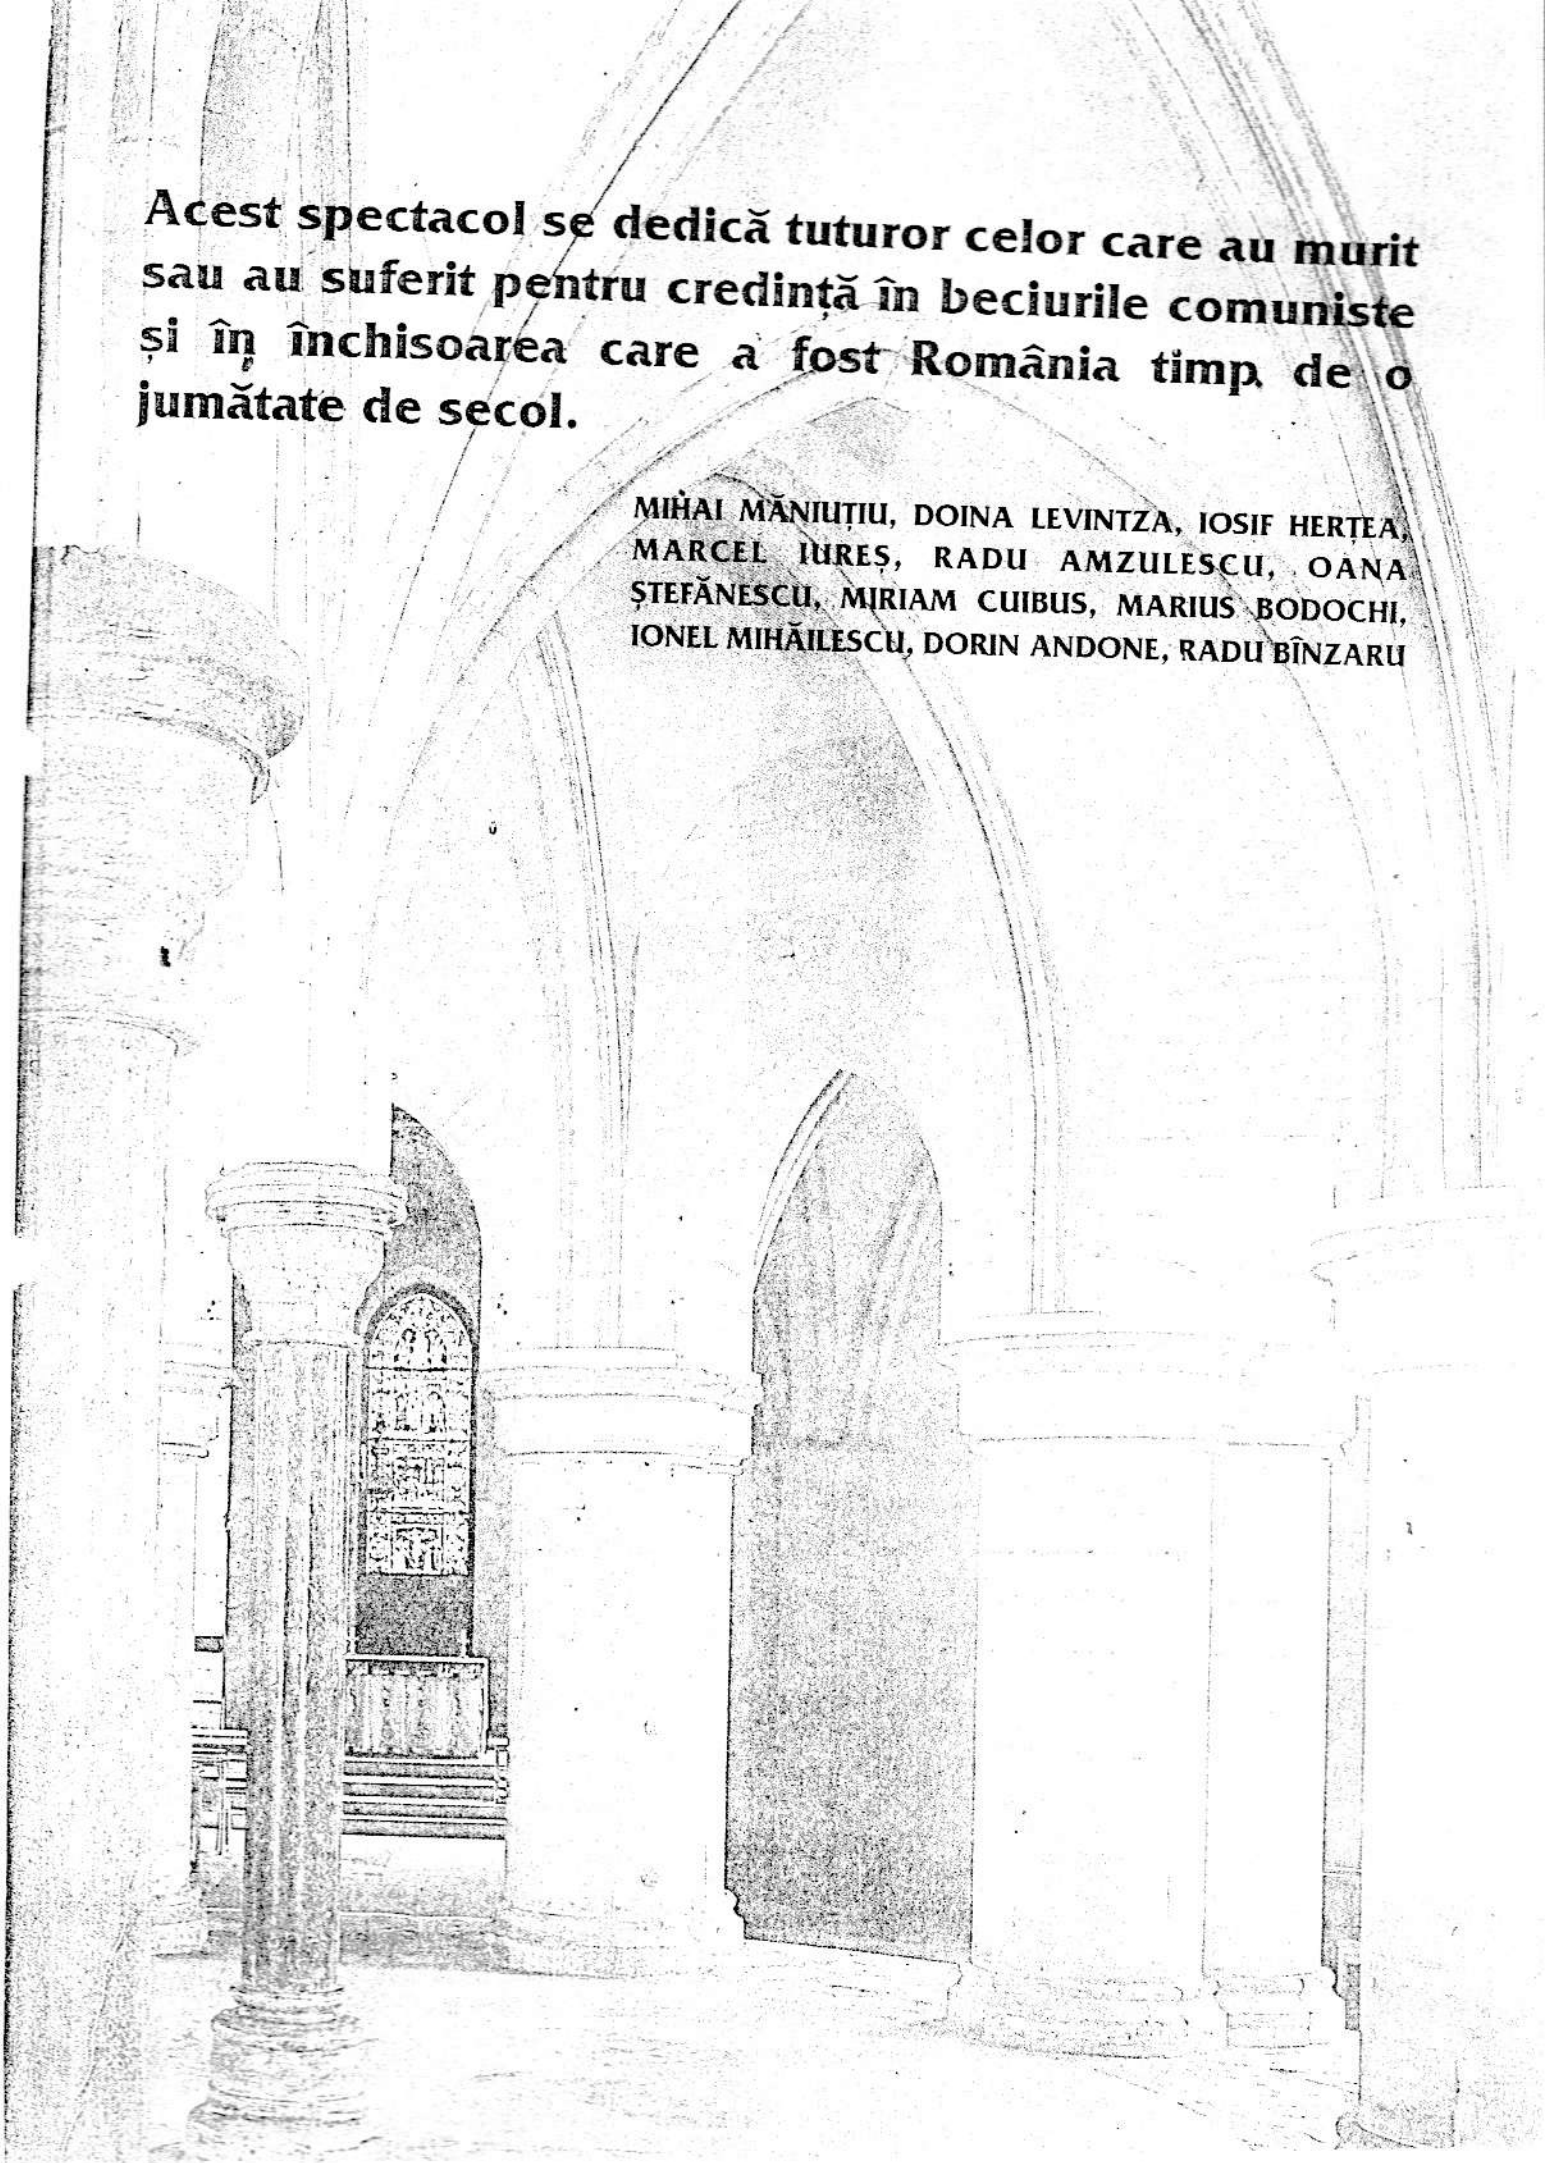 Acest spectacol se dedică tuturor celor care au murit
sau au suferit pentru credință în beciurile comuniste
și în închisoarea care a fost România timp de o
jumătate de secol.
MIHAI MĂNIUȚIU, DOINA LEVINTZA, IOSIF HERȚEA,
MARCEL IUREȘ, RADU AMZULESCU, OANA
ȘTEFĂNESCU, MIRIAM CUIBUS, MARIUS BODOCHI,
IONEL MIHĂILESCU, DORIN ANDONE, RADU BÎNZARU